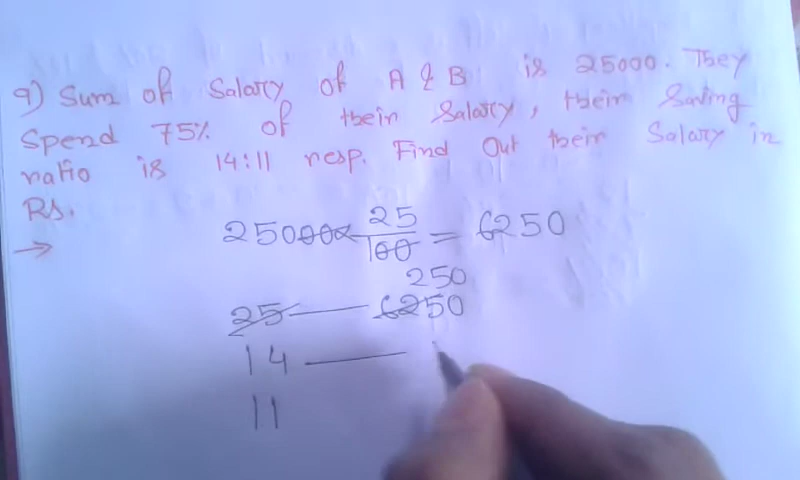 9) Sum of Salary of A & B is 25000. They
Spend 75% of their Salary, their Saving
ratio is 14:11 resp. Find Out their Salary in
Rs.
→ 25000 × 25/100 = 6250
250
25 — 6250
14 —
11